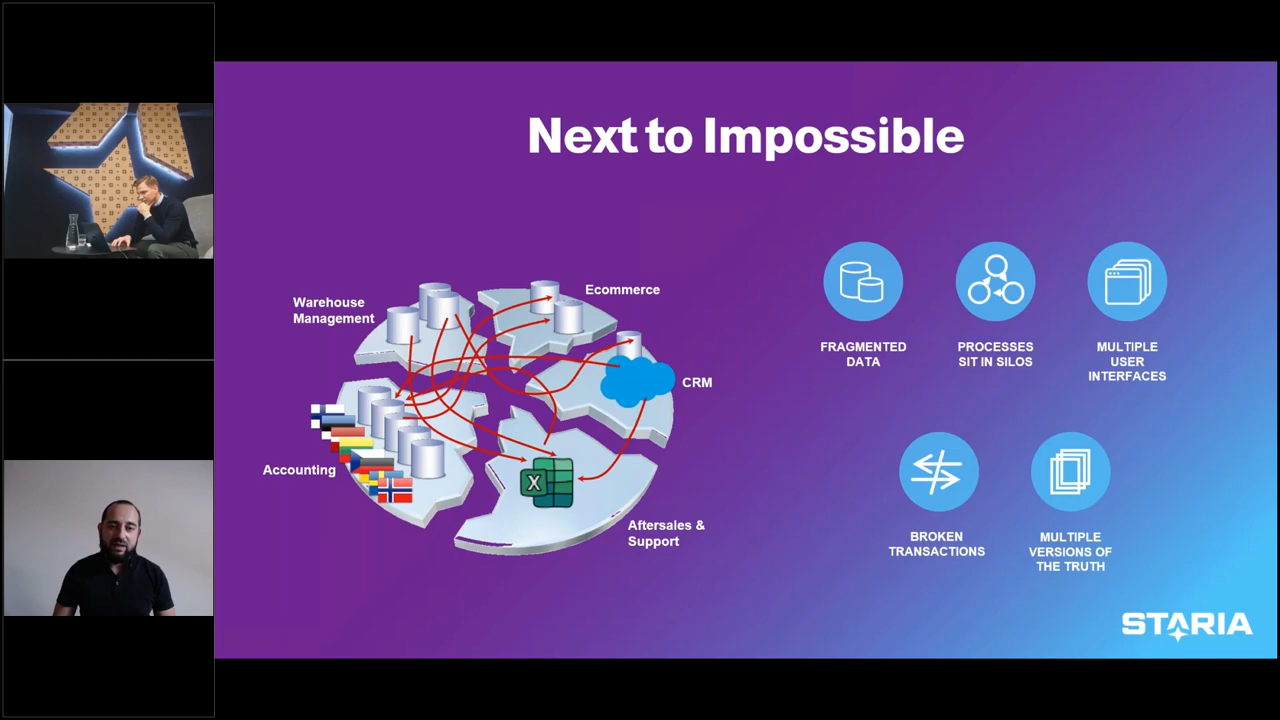 Next to Impossible
Warehouse
Management
Ecommerce
CRM
Accounting
X
Aftersales &
Support
FRAGMENTED
DATA
PROCESSES
SIT IN SILOS
MULTIPLE
USER
INTERFACES
BROKEN
TRANSACTIONS
MULTIPLE
VERSIONS OF
THE TRUTH
STARIA